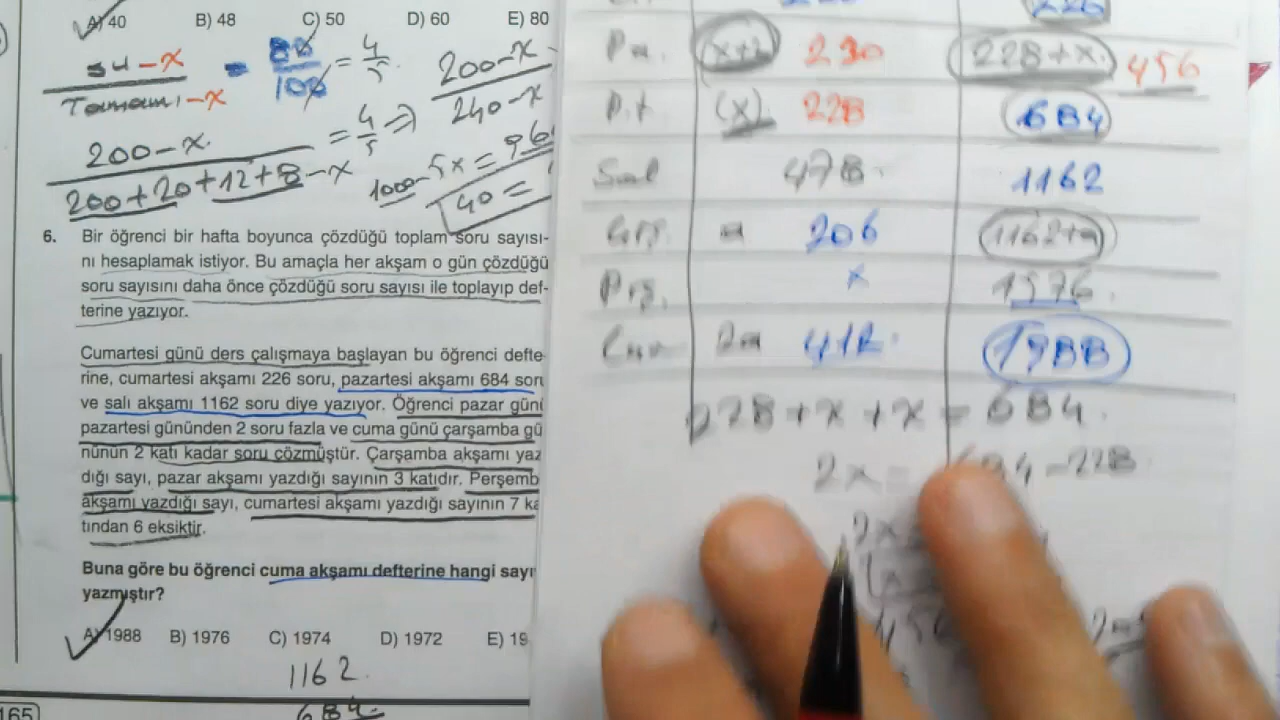 A) 40 B) 48 C) 50 D) 60 E) 80
su - x / Tamamı - x = 80/100 = 4/5
200-x / 240-x
200-x / 200+20+12+8-x = 4/5 =>
1000-5x = 96
40 =
6. Bir öğrenci bir hafta boyunca çözdüğü toplam soru sayısı-
nı hesaplamak istiyor. Bu amaçla her akşam o gün çözdüğü
soru sayısını daha önce çözdüğü soru sayısı ile toplayıp def-
terine yazıyor.
Cumartesi günü ders çalışmaya başlayan bu öğrenci defte
rine, cumartesi akşamı 226 soru, pazartesi akşamı 684 soru
ve salı akşamı 1162 soru diye yazıyor. Öğrenci pazar günü
pazartesi gününden 2 soru fazla ve cuma günü çarşamba gü
nünün 2 katı kadar soru çözmüştür. Çarşamba akşamı yaz
dığı sayı, pazar akşamı yazdığı sayının 3 katıdır. Perşemb
akşamı yazdığı sayı, cumartesi akşamı yazdığı sayının 7 ka
tından 6 eksiktir.
Buna göre bu öğrenci cuma akşamı defterine hangi sayı
yazmıştır?
A) 1988 B) 1976 C) 1974 D) 1972 E) 19
1162
684
165
226
Pa. x+2 230 228+x 456
P.t (x) 228 684
Sal 478 1162
a 206 1162+a
x 1576
Cum 2a 412 1988
228+x+x = 684
2x = 684-228
2x